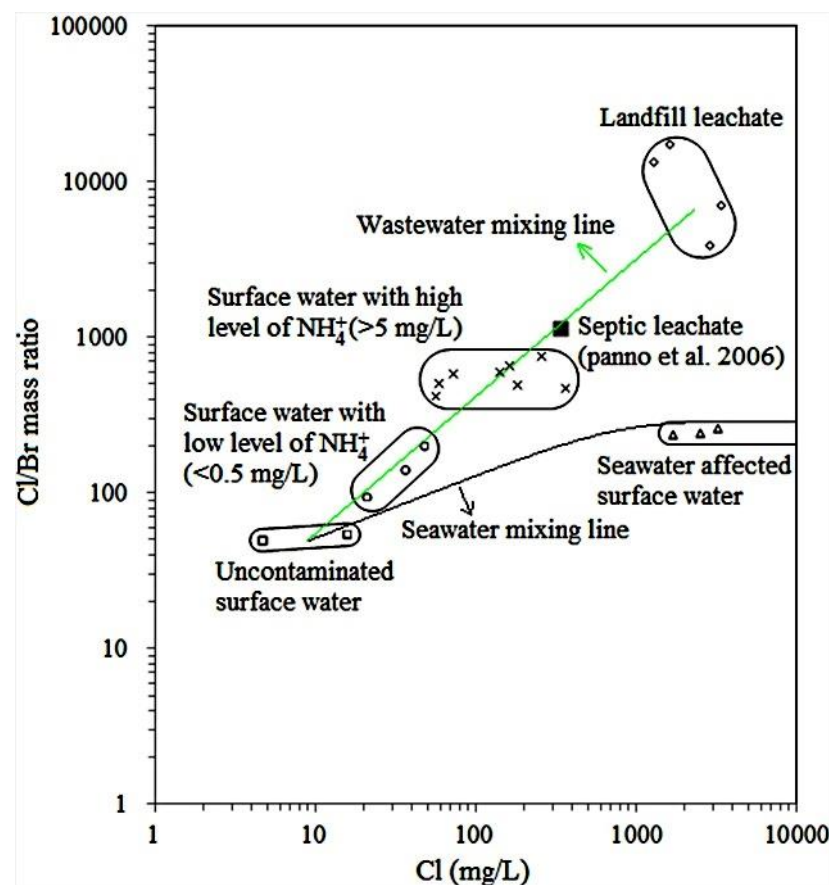 100000
Landfill leachate
10000
Wastewater mixing line
Surface water with high
level of NH₄⁺(>5 mg/L)
1000
Septic leachate
(panno et al. 2006)
Surface water with
low level of NH₄⁺
(<0.5 mg/L)
Cl/Br mass ratio
100
Seawater affected
surface water
Seawater mixing line
Uncontaminated
surface water
10
1
1
10
100
1000
10000
Cl (mg/L)